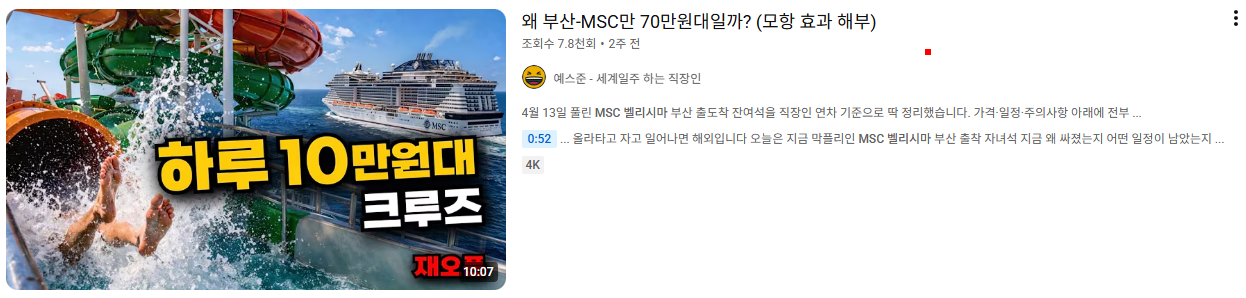 하루 10만원대
크루즈
재오픈
10:07
MSC
왜 부산-MSC만 70만원대일까? (모항 효과 해부)
조회수 7.8천회 • 2주 전
예스준 - 세계일주 하는 직장인
4월 13일 풀린 MSC 벨리시마 부산 출도착 잔여석을 직장인 연차 기준으로 딱 정리했습니다. 가격·일정·주의사항 아래에 전부 ...
0:52 ... 올라타고 자고 일어나면 해외입니다 오늘은 지금 막플리인 MSC 벨리시마 부산 출착 자녀석 지금 왜 싸졌는지 어떤 일정이 남았는지 ...
4K